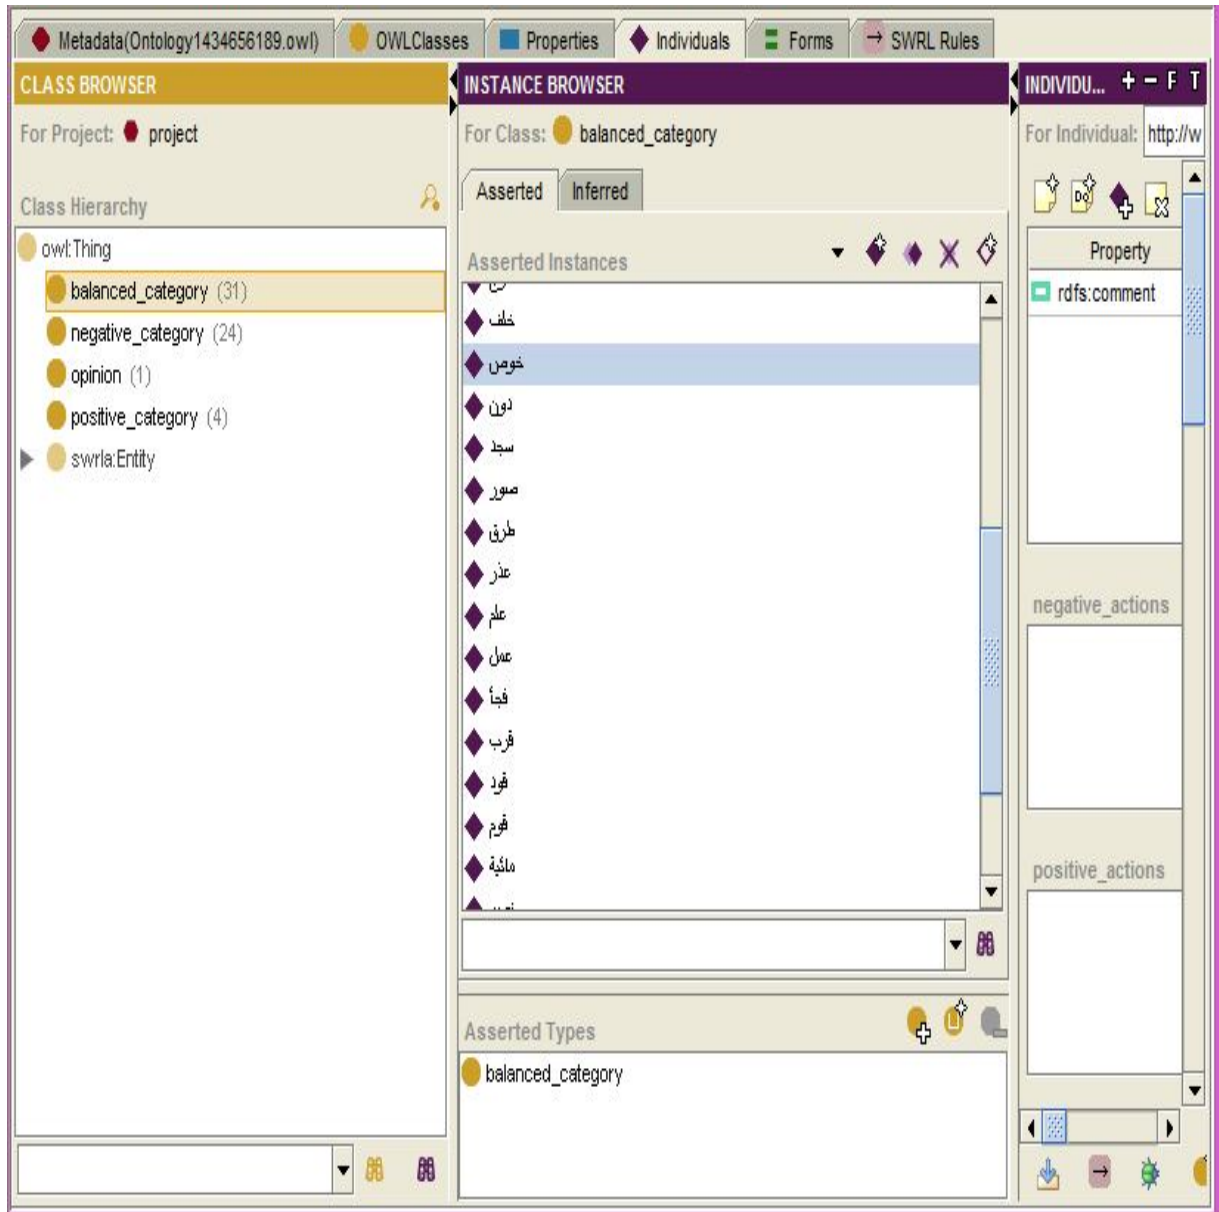 Metadata(Ontology1434656189.owl) OWLClasses Properties Individuals Forms SWRL Rules
CLASS BROWSER
For Project: project
Class Hierarchy
owl:Thing
balanced_category (31)
negative_category (24)
opinion (1)
positive_category (4)
swrla:Entity
INSTANCE BROWSER
For Class: balanced_category
Asserted Inferred
Asserted Instances
خلف
خوص
دون
سجد
صور
طرق
عذر
علم
عمل
فجأ
قرب
قود
قوم
مائية
Asserted Types
balanced_category
INDIVIDU... + − F T
For Individual: http://w
Property
rdfs:comment
negative_actions
positive_actions